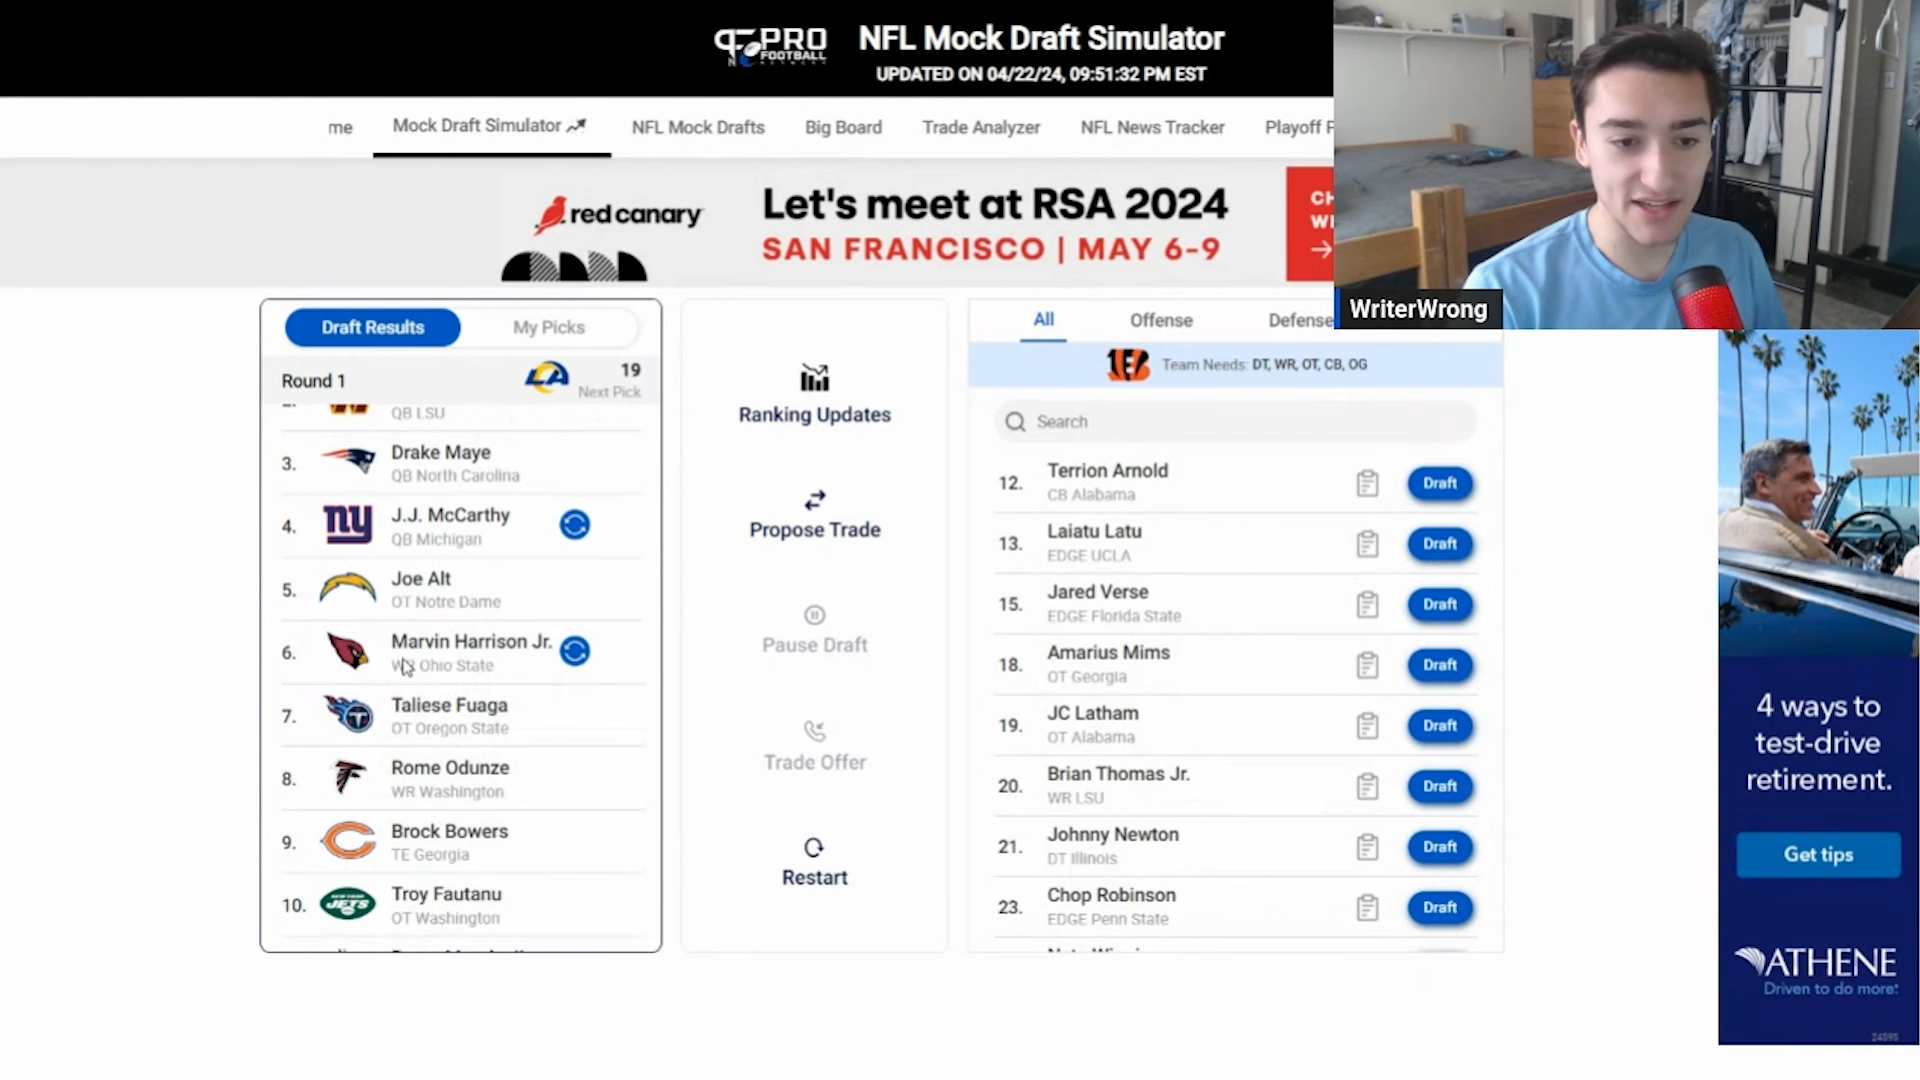 PRO
FOOTBALL
NETWORK
NFL Mock Draft Simulator
UPDATED ON 04/22/24, 09:51:32 PM EST
me
Mock Draft Simulator
NFL Mock Drafts
Big Board
Trade Analyzer
NFL News Tracker
Playoff P
red canary
Let's meet at RSA 2024
SAN FRANCISCO | MAY 6-9
WriterWrong
Draft Results
My Picks
Round 1
19
Next Pick
QB LSU
3.
Drake Maye
QB North Carolina
4.
ny
J.J. McCarthy
QB Michigan
5.
Joe Alt
OT Notre Dame
6.
Marvin Harrison Jr.
Ohio State
7.
Taliese Fuaga
OT Oregon State
8.
Rome Odunze
WR Washington
9.
Brock Bowers
TE Georgia
10.
JETS
Troy Fautanu
OT Washington
Ranking Updates
Propose Trade
Pause Draft
Trade Offer
Restart
All
Offense
Defense
Team Needs: DT, WR, OT, CB, OG
Search
12.
Terrion Arnold
CB Alabama
Draft
13.
Laiatu Latu
EDGE UCLA
Draft
15.
Jared Verse
EDGE Florida State
Draft
18.
Amarius Mims
OT Georgia
Draft
19.
JC Latham
OT Alabama
Draft
20.
Brian Thomas Jr.
WR LSU
Draft
21.
Johnny Newton
DT Illinois
Draft
23.
Chop Robinson
EDGE Penn State
Draft
4 ways to
test-drive
retirement.
Get tips
ATHENE
Driven to do more.
24595